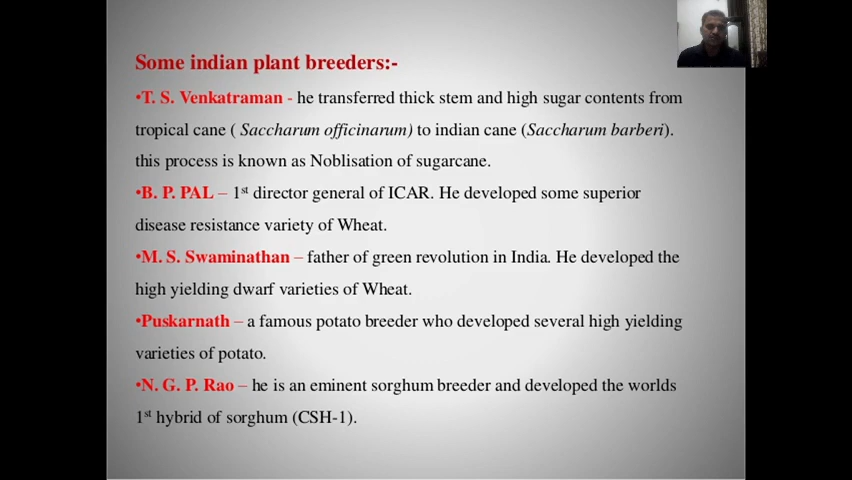 Some indian plant breeders:-
•T. S. Venkatraman - he transferred thick stem and high sugar contents from
tropical cane ( Saccharum officinarum) to indian cane (Saccharum barberi).
this process is known as Noblisation of sugarcane.
•B. P. PAL – 1st director general of ICAR. He developed some superior
disease resistance variety of Wheat.
•M. S. Swaminathan – father of green revolution in India. He developed the
high yielding dwarf varieties of Wheat.
•Puskarnath – a famous potato breeder who developed several high yielding
varieties of potato.
•N. G. P. Rao – he is an eminent sorghum breeder and developed the worlds
1st hybrid of sorghum (CSH-1).